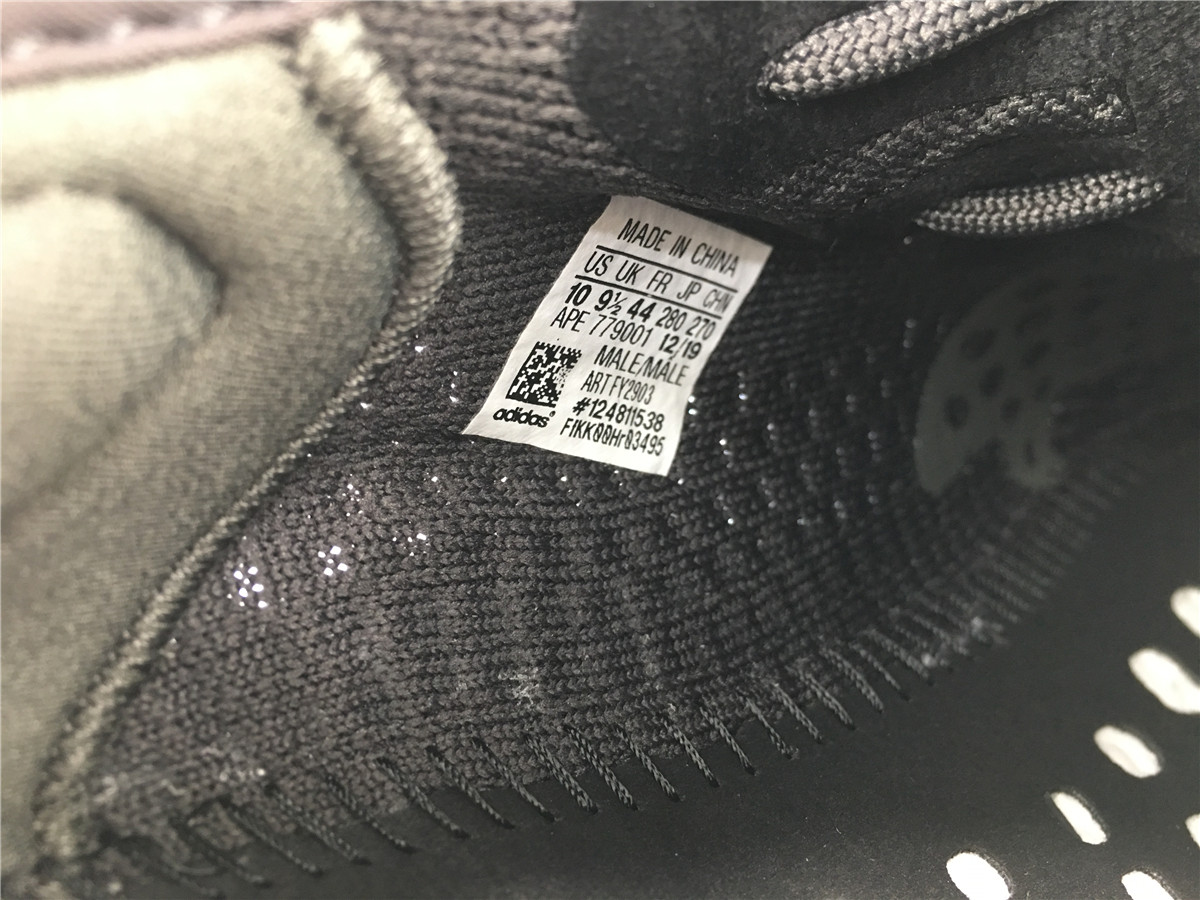 MADE IN CHINA
US UK FR JP CHN
10 9½ 44 280 270
APE 779001 12/19
MALE/MALE
ART FY2903
#124811538
adidas®
FIKK00Hr03495